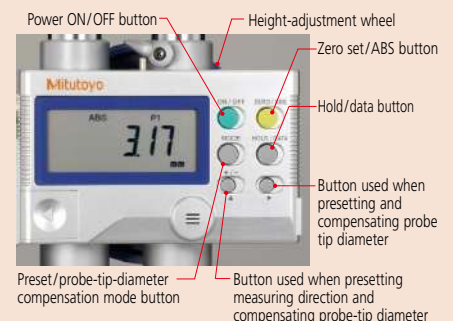 Power ON/OFF button
Height-adjustment wheel
Zero set/ABS button
Mitutoyo
ON/OFF
ZERO/ABS
Hold/data button
ABS
P1
3.17
mm
MODE
HOLD/DATA
+/-
Button used when
presetting and
compensating probe
tip diameter
Preset/probe-tip-diameter
compensation mode button
Button used when presetting
measuring direction and
compensating probe-tip diameter